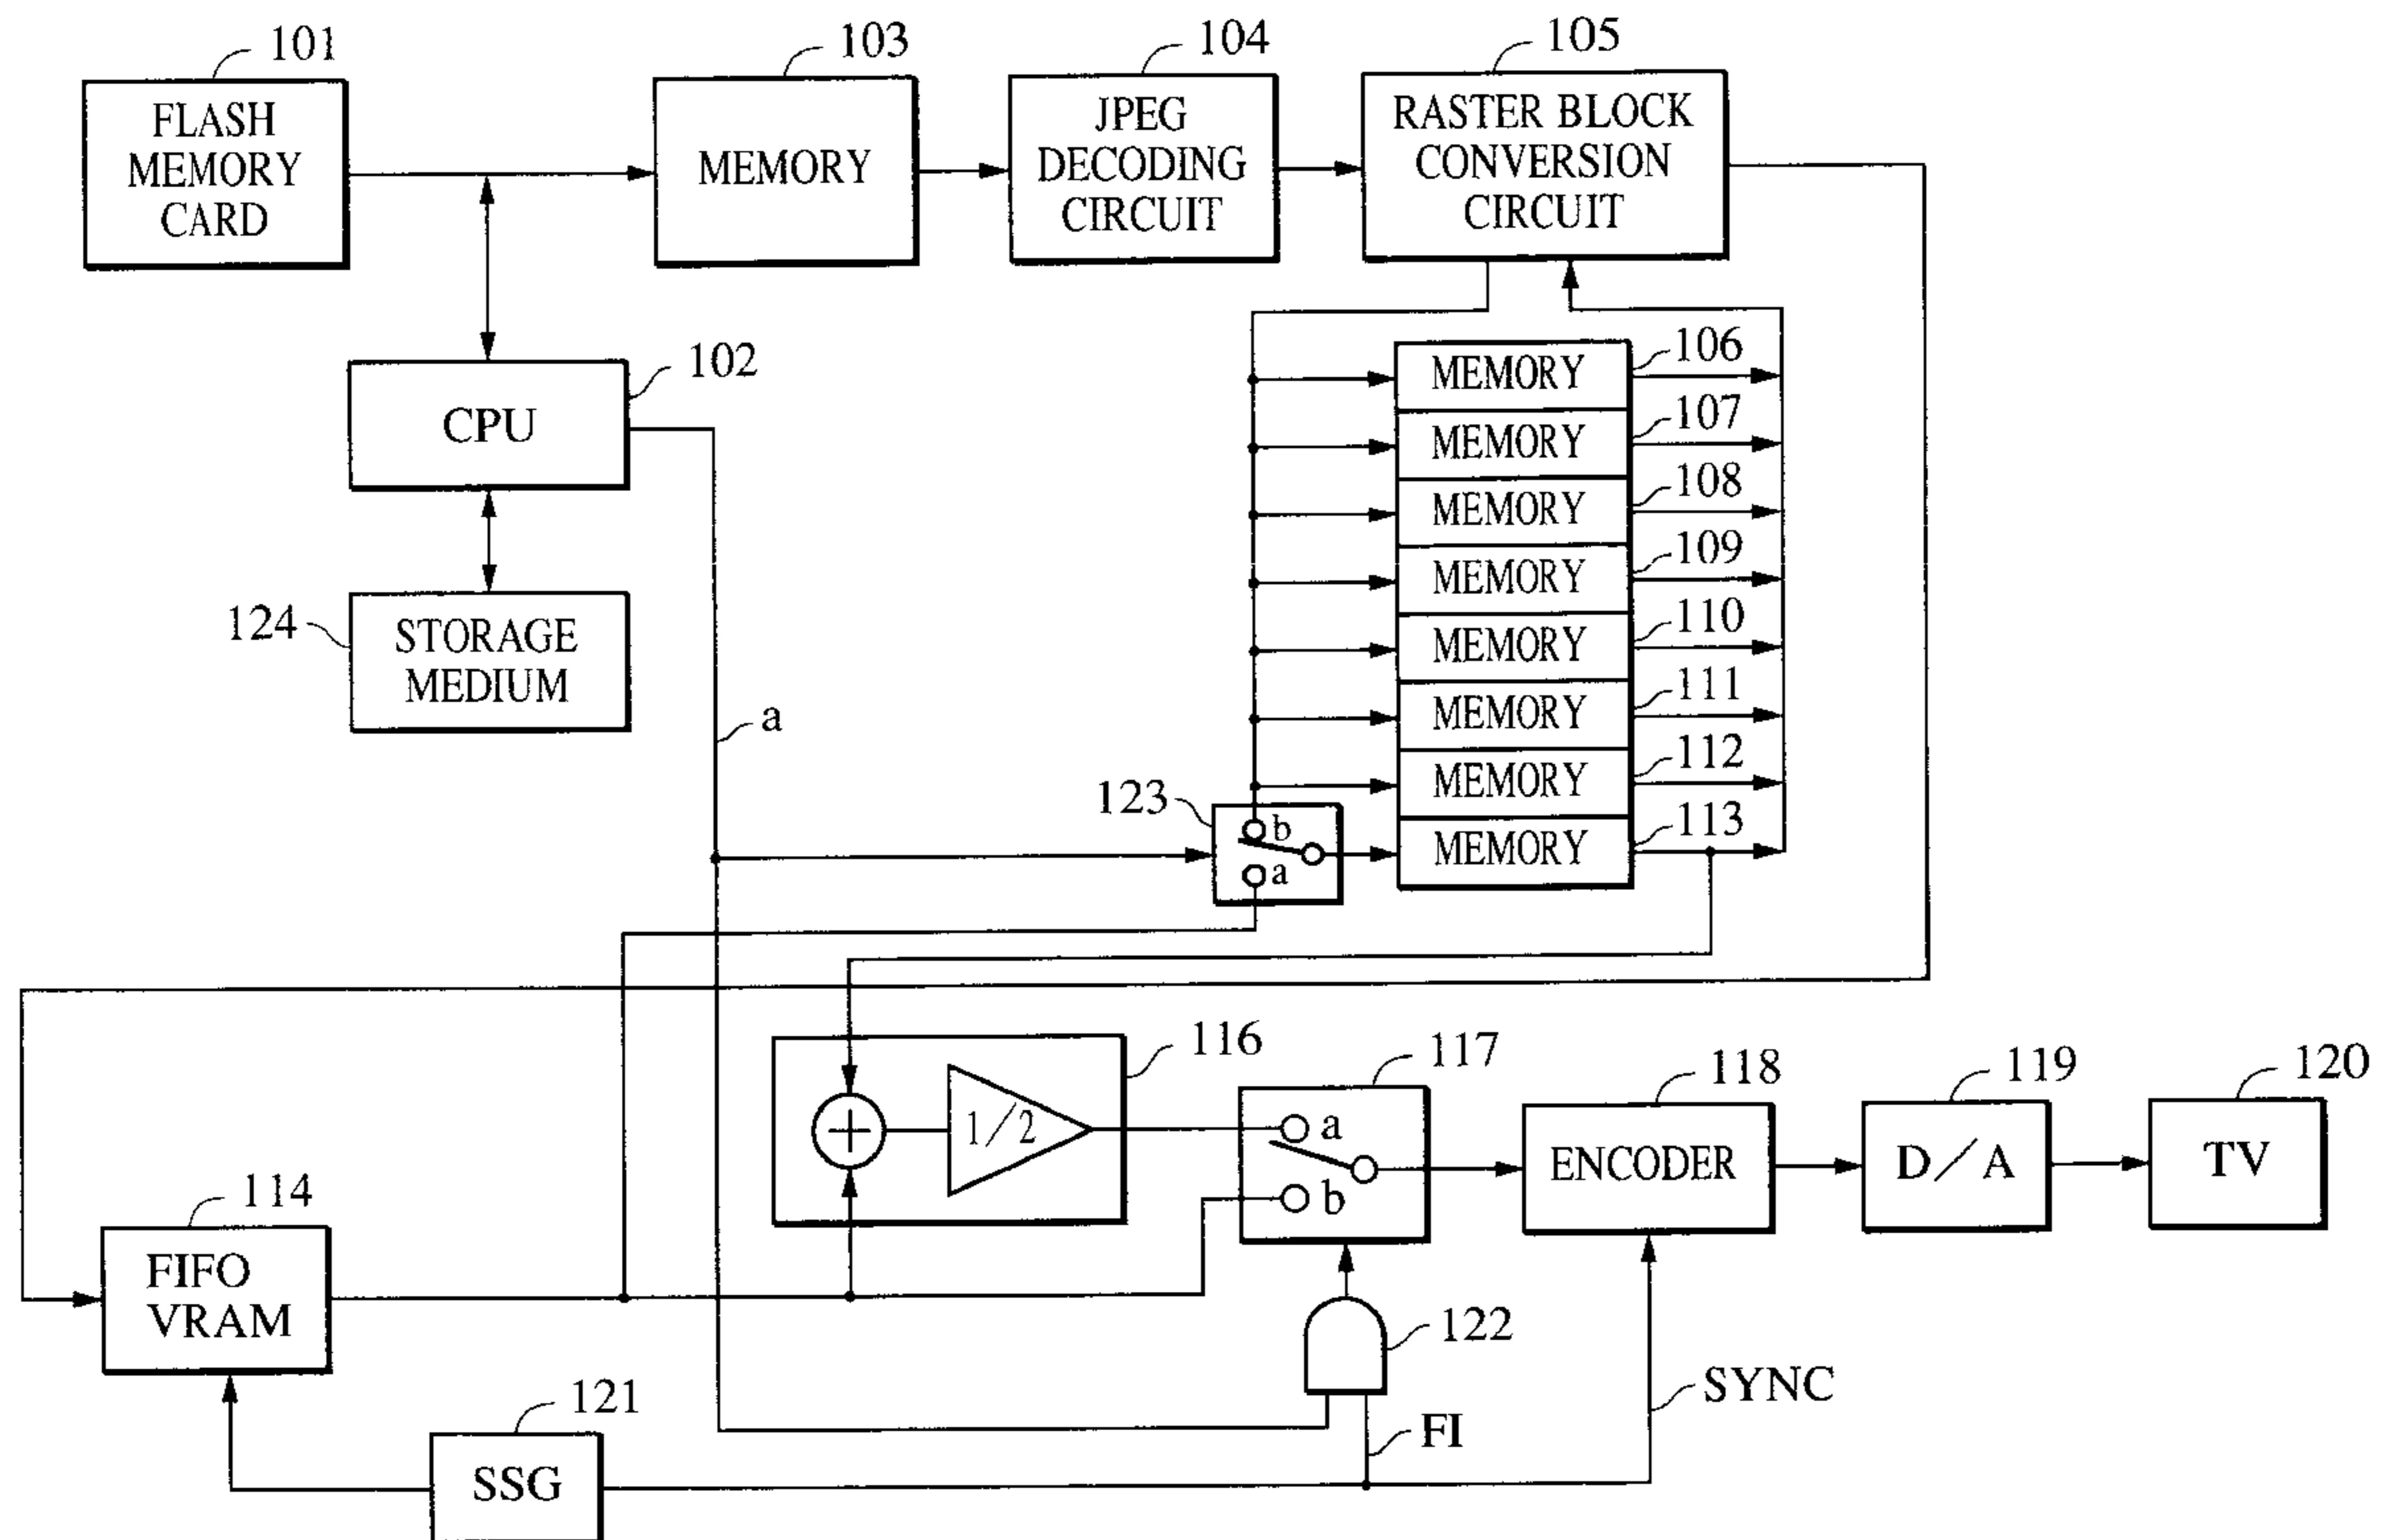 101
103
104
105
FLASH
MEMORY
CARD
MEMORY
JPEG
DECODING
CIRCUIT
RASTER BLOCK
CONVERSION
CIRCUIT
102
CPU
124
STORAGE
MEDIUM
a
MEMORY
106
MEMORY
107
MEMORY
108
MEMORY
109
MEMORY
110
MEMORY
111
MEMORY
112
MEMORY
113
123
b
a
116
1/2
117
a
b
118
ENCODER
119
D/A
120
TV
114
FIFO
VRAM
122
SYNC
FI
121
SSG